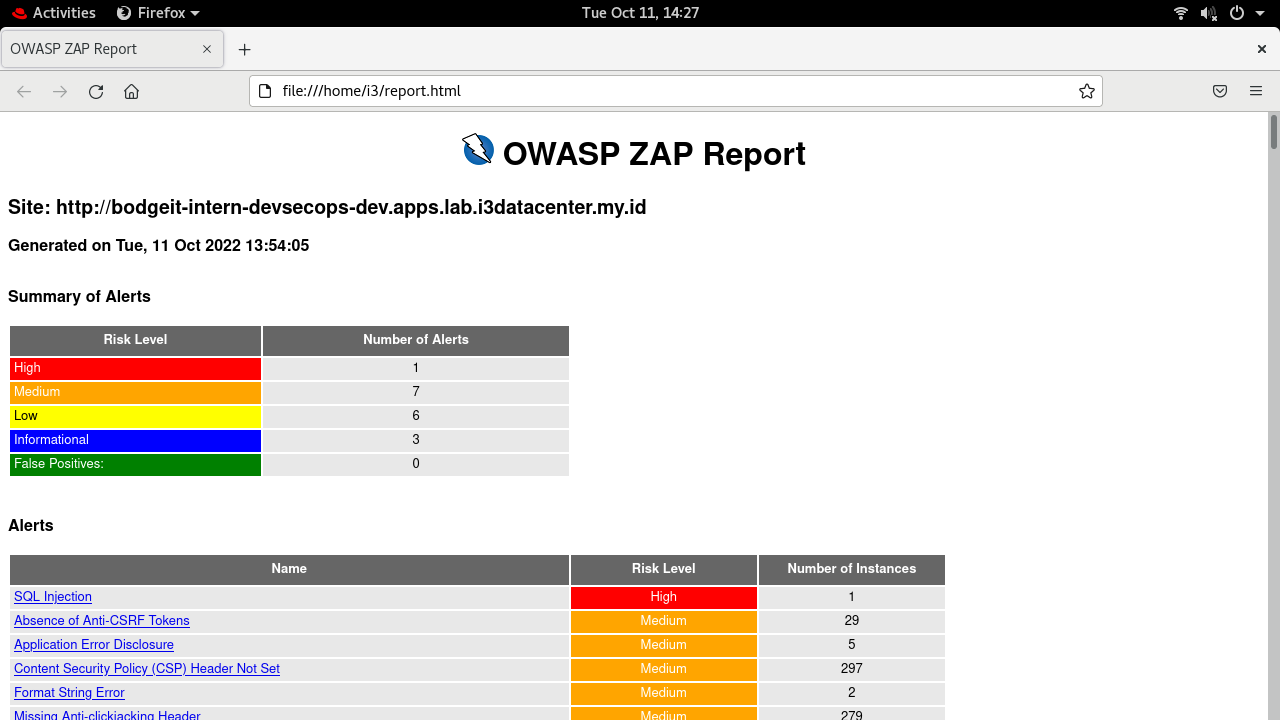 Activities Firefox Tue Oct 11, 14:27
OWASP ZAP Report
file:///home/i3/report.html
OWASP ZAP Report
Site: http://bodgeit-intern-devsecops-dev.apps.lab.i3datacenter.my.id
Generated on Tue, 11 Oct 2022 13:54:05
Summary of Alerts
Risk Level Number of Alerts
High 1
Medium 7
Low 6
Informational 3
False Positives: 0
Alerts
Name Risk Level Number of Instances
SQL Injection High 1
Absence of Anti-CSRF Tokens Medium 29
Application Error Disclosure Medium 5
Content Security Policy (CSP) Header Not Set Medium 297
Format String Error Medium 2
Missing Anti-clickjacking Header Medium 279